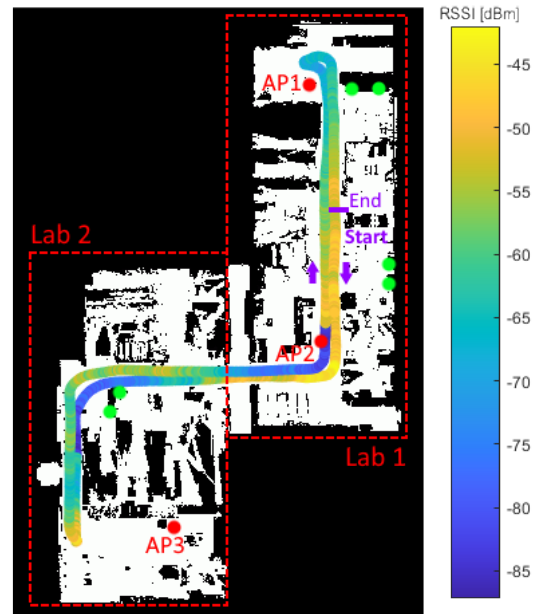 RSSI [dBm]
AP1
-45
-50
End
Start
-55
Lab 2
-60
-65
AP2
-70
-75
Lab 1
-80
AP3
-85